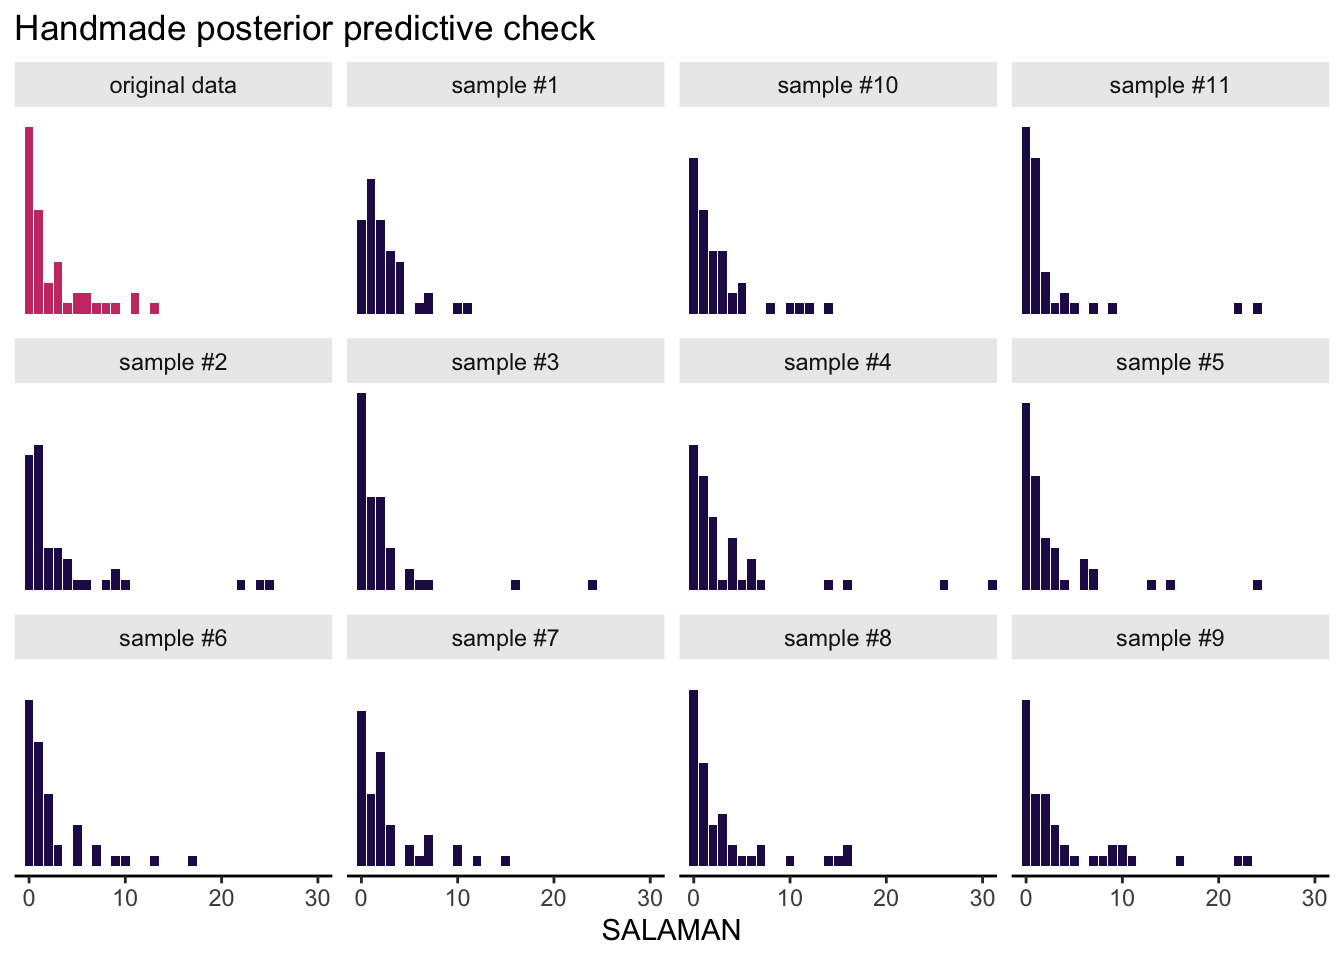 Handmade posterior predictive check
original data
sample #1
sample #10
sample #11
sample #2
sample #3
sample #4
sample #5
sample #6
sample #7
sample #8
sample #9
0 10 20 30
0 10 20 30
0 10 20 30
0 10 20 30
SALAMAN